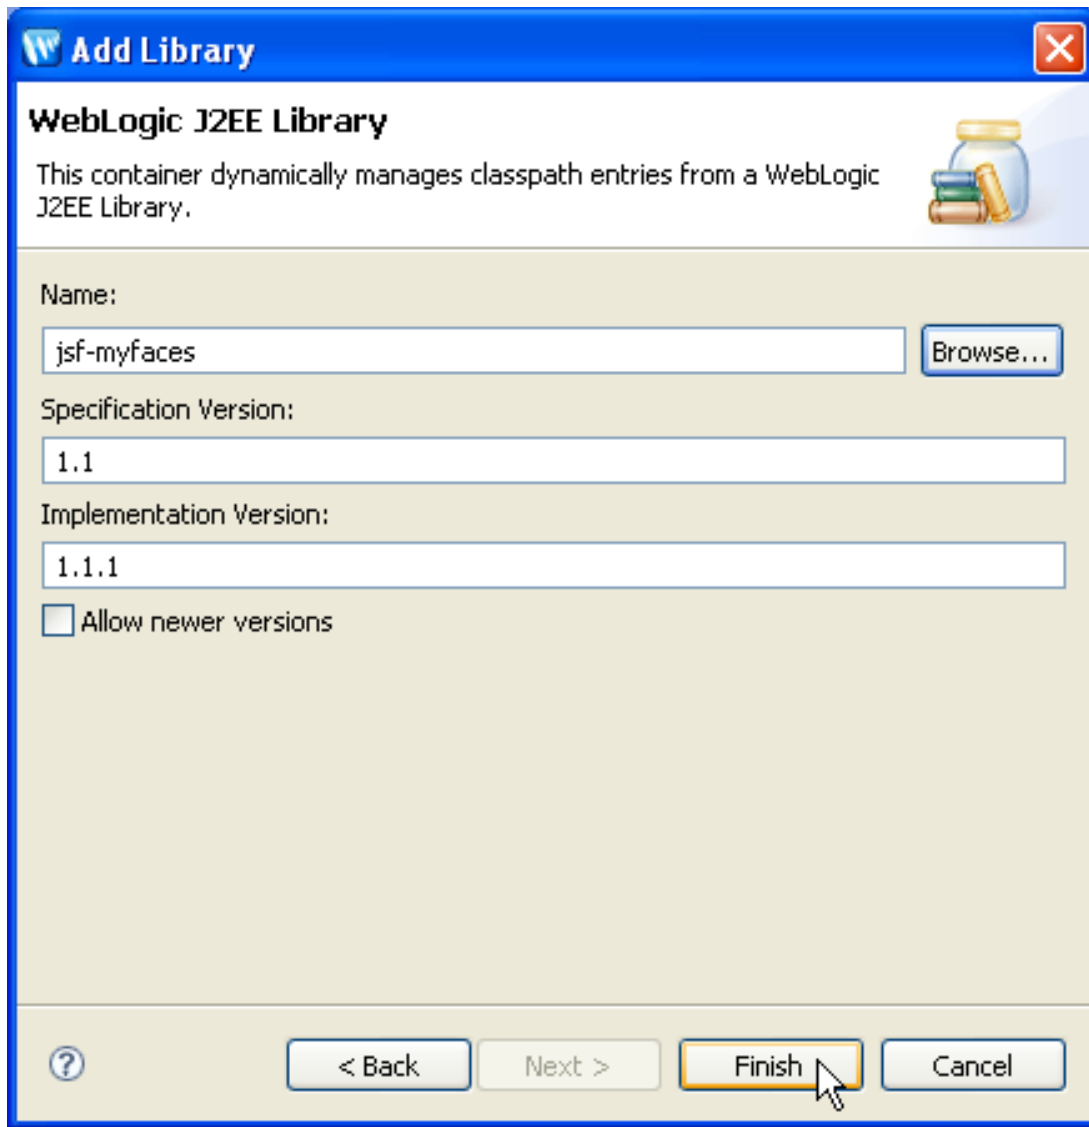 Add Library
WebLogic J2EE Library
This container dynamically manages classpath entries from a WebLogic
J2EE Library.
Name:
jsf-myfaces
Browse...
Specification Version:
1.1
Implementation Version:
1.1.1
Allow newer versions
? < Back Next > Finish Cancel